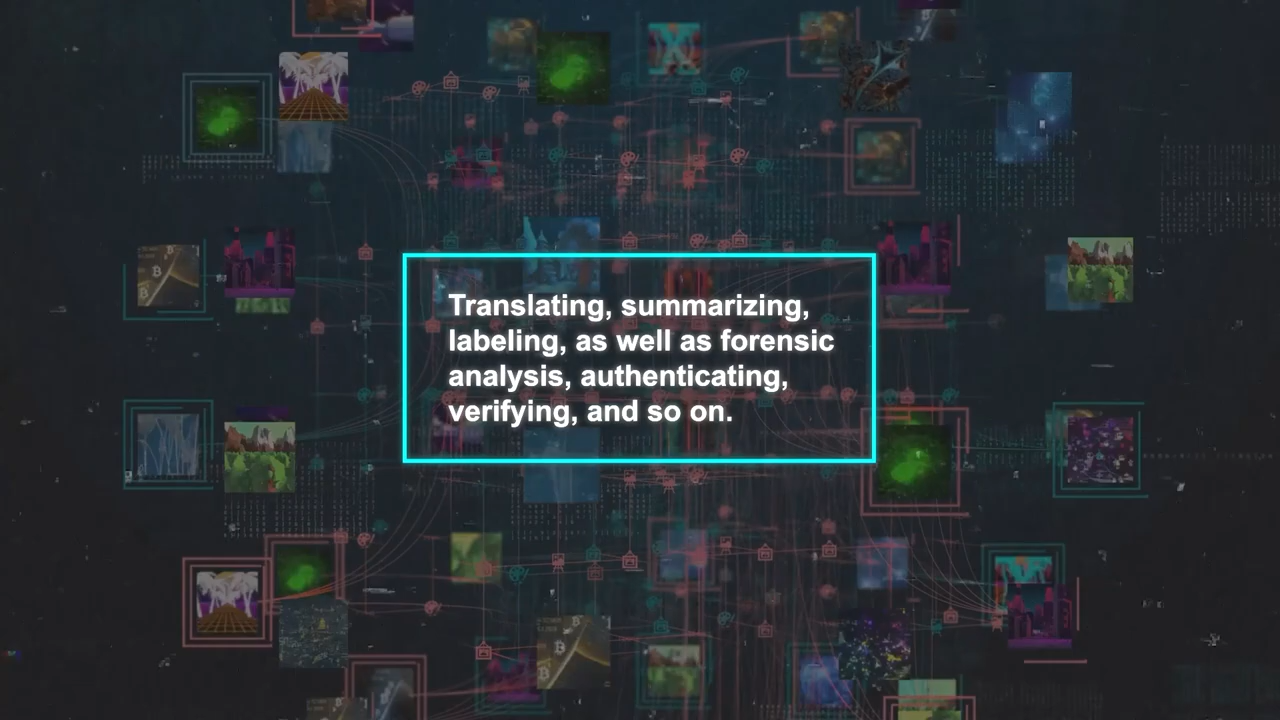 Translating, summarizing,
labeling, as well as forensic
analysis, authenticating,
verifying, and so on.